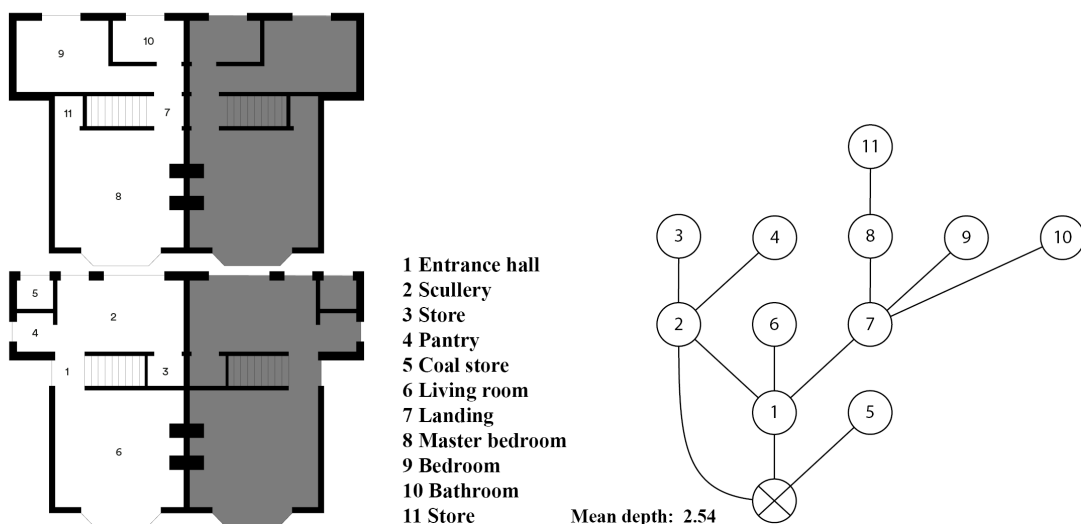 9
10
11
7
8
5
4
2
1
3
6
1 Entrance hall
2 Scullery
3 Store
4 Pantry
5 Coal store
6 Living room
7 Landing
8 Master bedroom
9 Bedroom
10 Bathroom
11 Store
11
3 4 8 9 10
2 6 7
1 5
Mean depth: 2.54